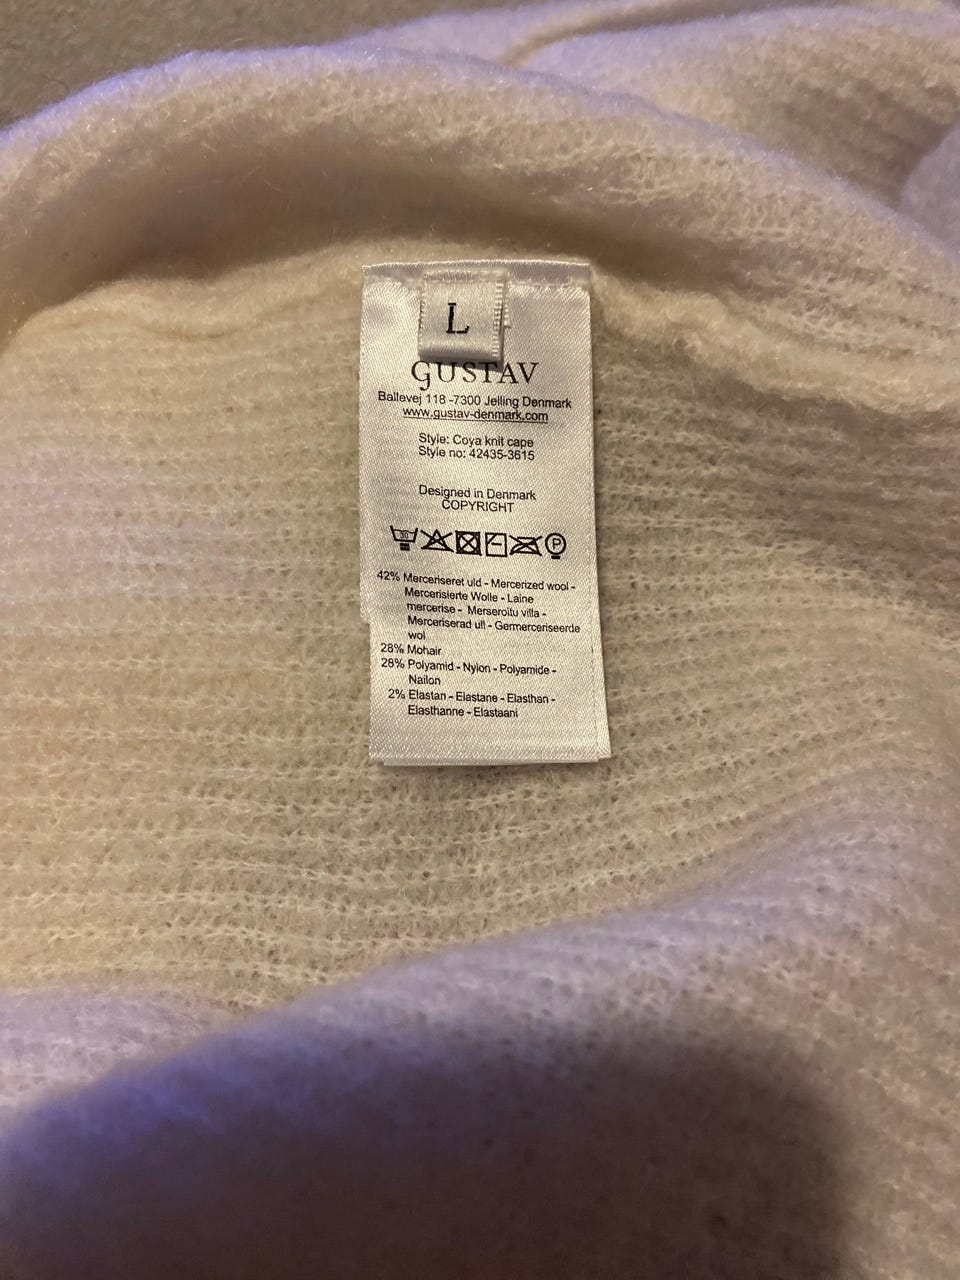 L
GUSTAV
Ballevej 118 -7300 Jelling Denmark
www.gustav-denmark.com
Style: Coya knit cape
Style no: 42435-3615
Designed in Denmark
COPYRIGHT
30
P
42% Merceriseret uld - Mercerized wool -
Mercerisierte Wolle - Laine
mercerise - Merseroitu villa -
Merceriserad ull - Germerceriseerde
wol
28% Mohair
28% Polyamid - Nylon - Polyamide -
Nailon
2% Elastan - Elastane - Elasthan -
Elasthanne - Elastaani